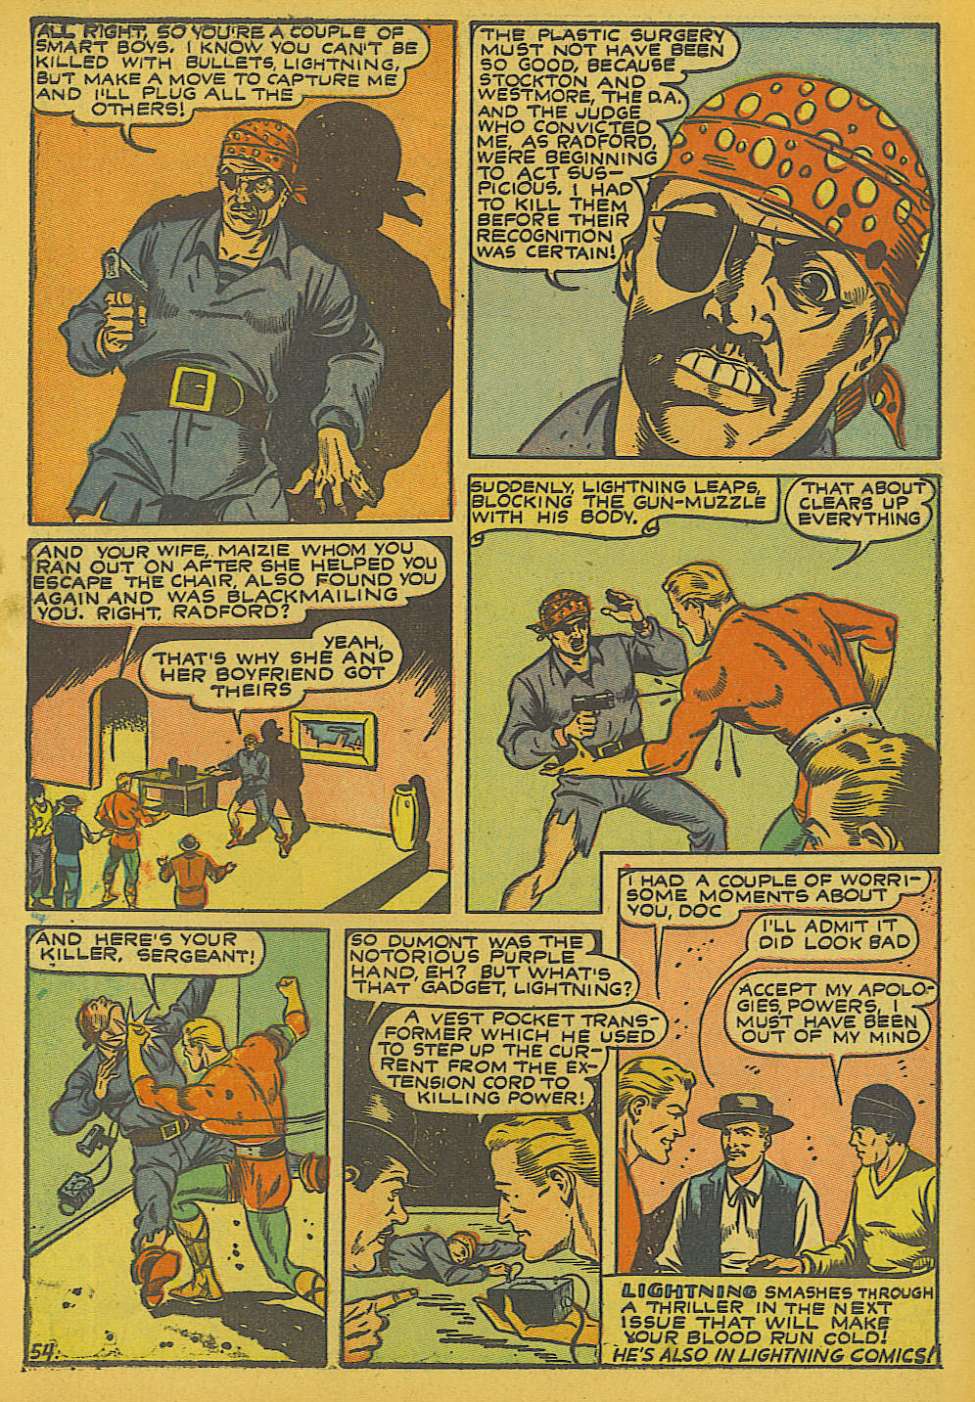 ALL RIGHT, SO YOU'RE A COUPLE OF
SMART BOYS. I KNOW YOU CAN'T BE
KILLED WITH BULLETS, LIGHTNING,
BUT MAKE A MOVE TO CAPTURE ME
AND I'LL PLUG ALL THE
OTHERS!
THE PLASTIC SURGERY
MUST NOT HAVE BEEN
SO GOOD, BECAUSE
STOCKTON AND
WESTMORE, THE D.A.
AND THE JUDGE
WHO CONVICTED
ME, AS RADFORD,
WERE BEGINNING
TO ACT SUS-
PICIOUS. I HAD
TO KILL THEM
BEFORE THEIR
RECOGNITION
WAS CERTAIN!
AND YOUR WIFE, MAIZIE WHOM YOU
RAN OUT ON AFTER SHE HELPED YOU
ESCAPE THE CHAIR, ALSO FOUND YOU
AGAIN AND WAS BLACKMAILING
YOU. RIGHT, RADFORD?
YEAH,
THAT'S WHY SHE AND
HER BOYFRIEND GOT
THEIRS
SUDDENLY, LIGHTNING LEAPS,
BLOCKING THE GUN-MUZZLE
WITH HIS BODY.
THAT ABOUT
CLEARS UP
EVERYTHING
AND HERE'S YOUR
KILLER, SERGEANT!
SO DUMONT WAS THE
NOTORIOUS PURPLE
HAND, EH? BUT WHAT'S
THAT GADGET, LIGHTNING?
A VEST POCKET TRANS-
FORMER WHICH HE USED
TO STEP UP THE CUR-
RENT FROM THE EX-
TENSION CORD TO
KILLING POWER!
I HAD A COUPLE OF WORRI-
SOME MOMENTS ABOUT
YOU, DOC
I'LL ADMIT IT
DID LOOK BAD
ACCEPT MY APOLO-
GIES, POWERS, I
MUST HAVE BEEN
OUT OF MY MIND
LIGHTNING SMASHES THROUGH
A THRILLER IN THE NEXT
ISSUE THAT WILL MAKE
YOUR BLOOD RUN COLD!
HE'S ALSO IN LIGHTNING COMICS!
54.